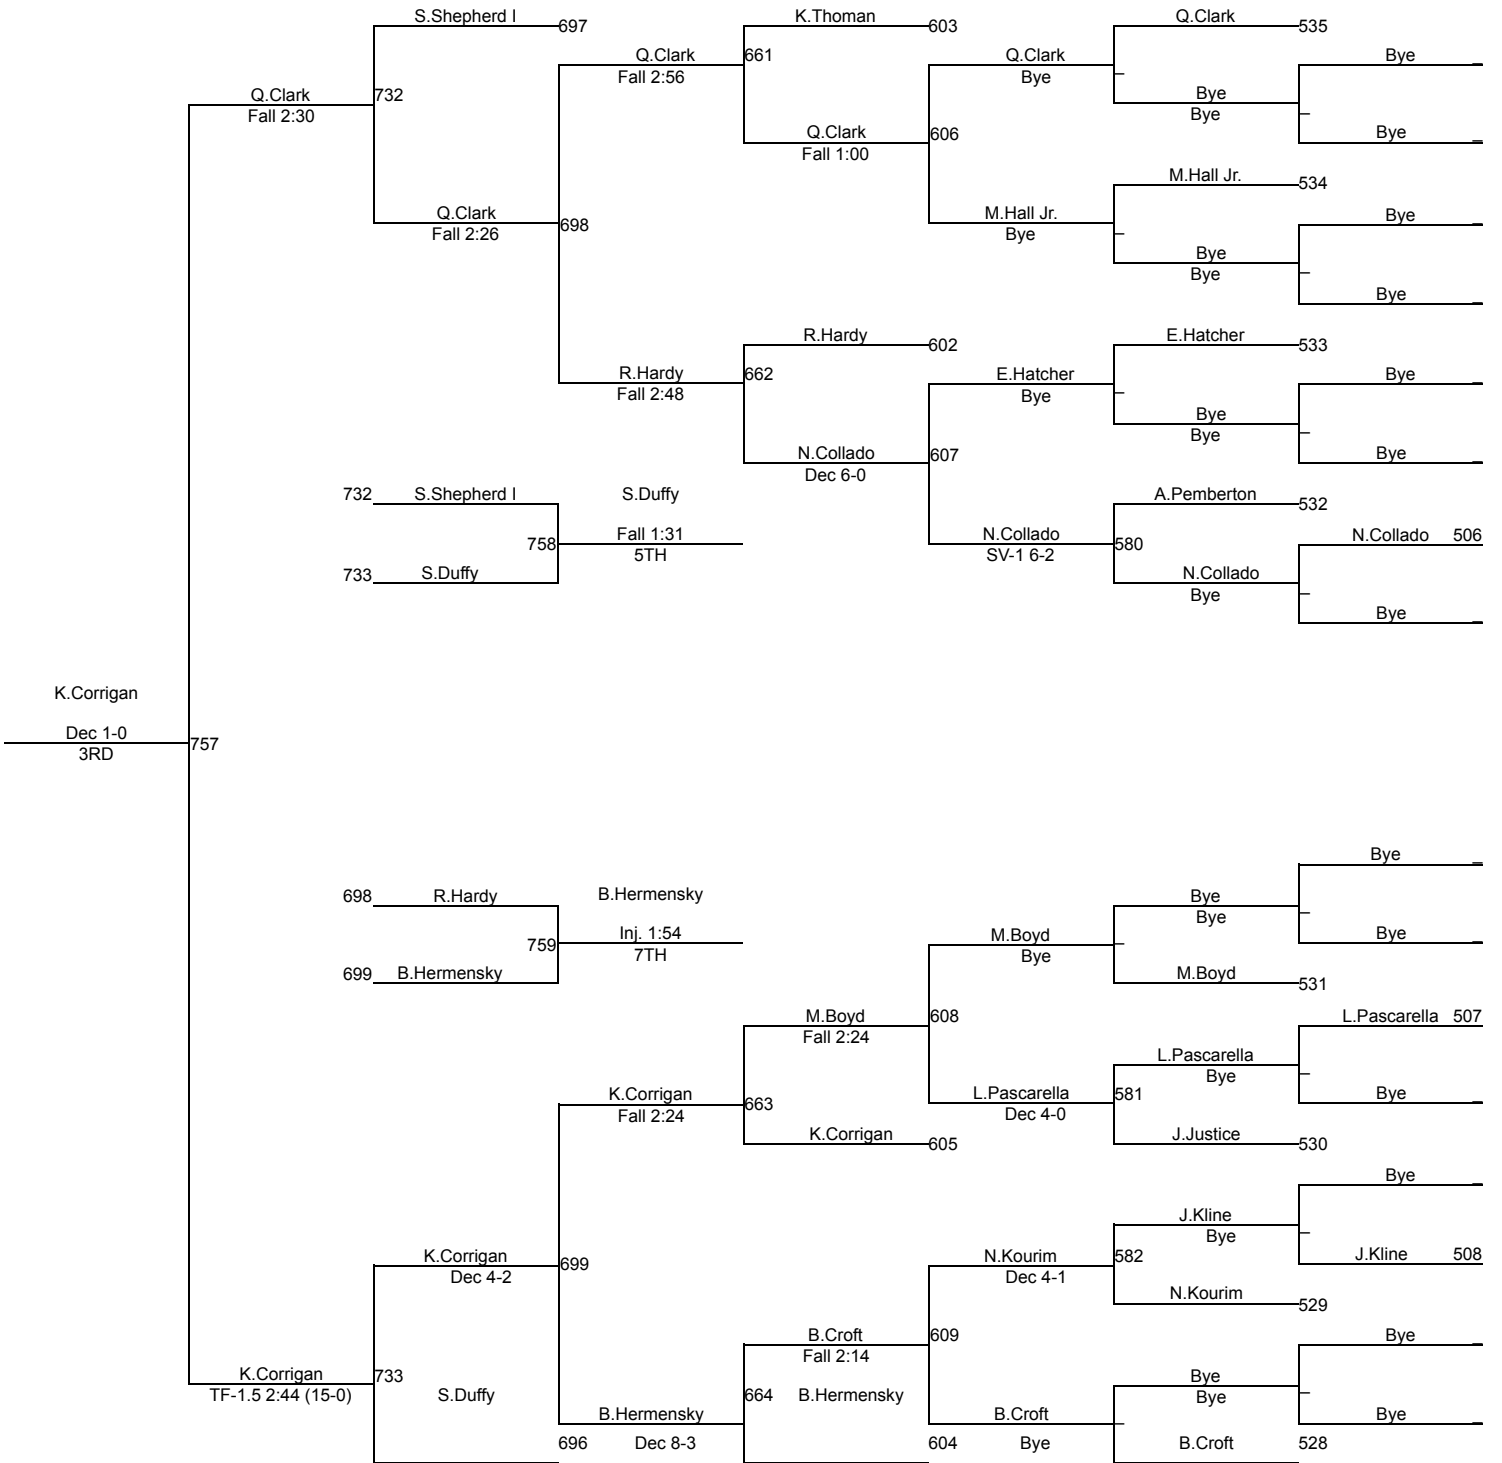 S.Shepherd I 697
K.Thoman 603
Q.Clark 535
Q.Clark 661
Fall 2:56
Q.Clark
Bye
Bye _
Q.Clark 732
Fall 2:30
_
Bye
Bye
_
Q.Clark 606
Fall 1:00
Bye _
M.Hall Jr. 534
Q.Clark 698
Fall 2:26
M.Hall Jr.
Bye
Bye _
_
Bye
Bye
_
Bye _
R.Hardy 602
E.Hatcher 533
R.Hardy 662
Fall 2:48
E.Hatcher
Bye
Bye _
_
Bye
Bye
_
N.Collado 607
Dec 6-0
Bye _
732 S.Shepherd I
S.Duffy
A.Pemberton 532
758
Fall 1:31
5TH
N.Collado 580
SV-1 6-2
N.Collado 506
733 S.Duffy
N.Collado
Bye
_
Bye _
K.Corrigan
Dec 1-0
3RD
757
Bye _
698 R.Hardy
B.Hermensky
Bye
Bye
_
759
Inj. 1:54
7TH
M.Boyd
Bye
_
Bye _
699 B.Hermensky
M.Boyd 531
M.Boyd 608
Fall 2:24
L.Pascarella 507
L.Pascarella
Bye
_
K.Corrigan 663
Fall 2:24
L.Pascarella 581
Dec 4-0
Bye _
K.Corrigan 605
J.Justice 530
Bye _
J.Kline
Bye
_
K.Corrigan 699
Dec 4-2
N.Kourim 582
Dec 4-1
J.Kline 508
N.Kourim 529
B.Croft 609
Fall 2:14
Bye _
K.Corrigan 733
TF-1.5 2:44 (15-0)
S.Duffy
664 B.Hermensky
Bye
Bye
_
B.Hermensky
Dec 8-3
B.Croft
Bye
_
Bye _
696
604
B.Croft 528